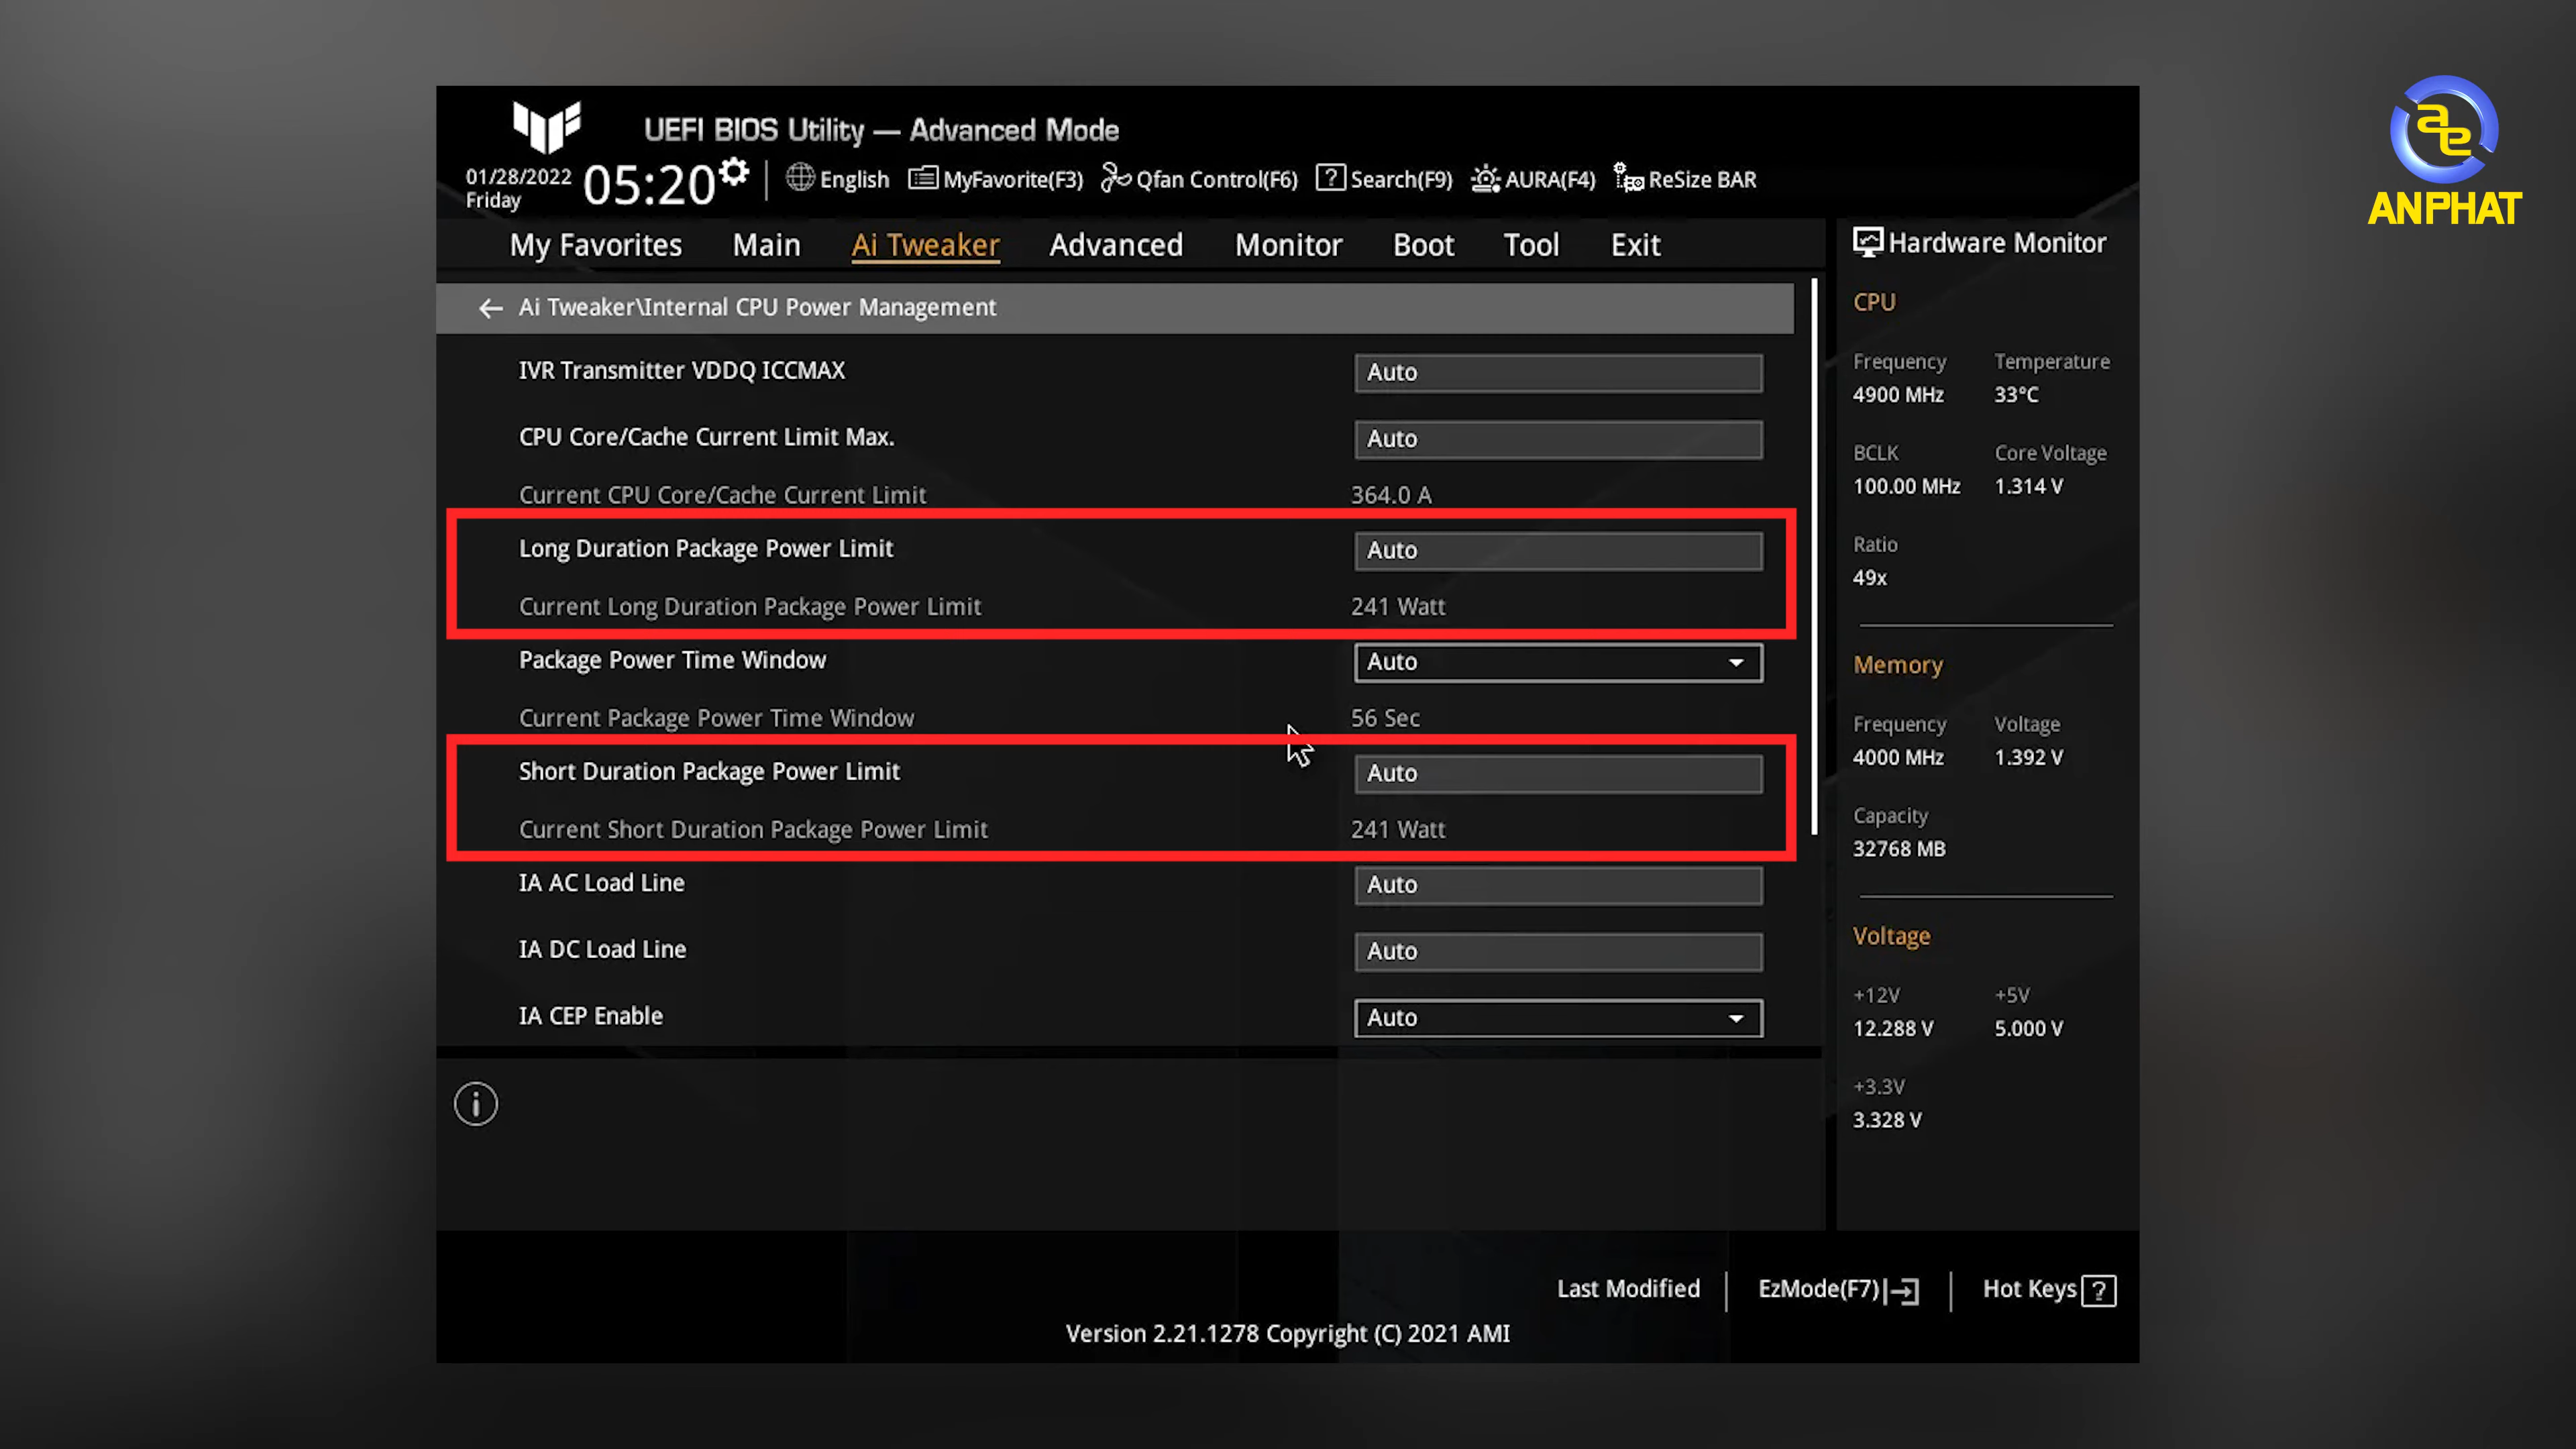 UEFI BIOS Utility — Advanced Mode
01/28/2022
Friday
05:20
English
MyFavorite(F3)
Qfan Control(F6)
? Search(F9)
AURA(F4)
ReSize BAR
ae
ANPHAT
My Favorites
Main
Ai Tweaker
Advanced
Monitor
Boot
Tool
Exit
Ai Tweaker\Internal CPU Power Management
IVR Transmitter VDDQ ICCMAX
Auto
CPU Core/Cache Current Limit Max.
Auto
Current CPU Core/Cache Current Limit
364.0 A
Long Duration Package Power Limit
Auto
Current Long Duration Package Power Limit
241 Watt
Package Power Time Window
Auto
Current Package Power Time Window
56 Sec
Short Duration Package Power Limit
Auto
Current Short Duration Package Power Limit
241 Watt
IA AC Load Line
Auto
IA DC Load Line
Auto
IA CEP Enable
Auto
Hardware Monitor
CPU
Frequency
Temperature
4900 MHz
33°C
BCLK
Core Voltage
100.00 MHz
1.314 V
Ratio
49x
Memory
Frequency
Voltage
4000 MHz
1.392 V
Capacity
32768 MB
Voltage
+12V
+5V
12.288 V
5.000 V
+3.3V
3.328 V
i
Last Modified
EzMode(F7)
Hot Keys ?
Version 2.21.1278 Copyright (C) 2021 AMI